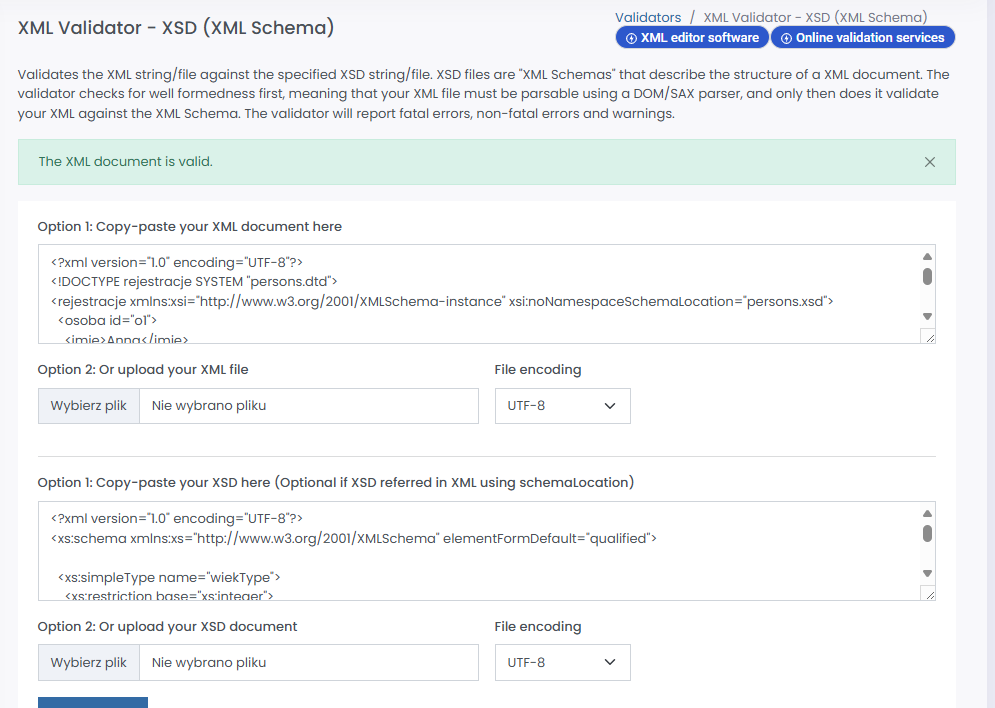 XML Validator - XSD (XML Schema)
Validators / XML Validator - XSD (XML Schema)
XML editor software Online validation services
Validates the XML string/file against the specified XSD string/file. XSD files are "XML Schemas" that describe the structure of a XML document. The
validator checks for well formedness first, meaning that your XML file must be parsable using a DOM/SAX parser, and only then does it validate
your XML against the XML Schema. The validator will report fatal errors, non-fatal errors and warnings.
The XML document is valid.
Option 1: Copy-paste your XML document here
<?xml version="1.0" encoding="UTF-8"?>
<!DOCTYPE rejestracje SYSTEM "persons.dtd">
<rejestracje xmlns:xsi="http://www.w3.org/2001/XMLSchema-instance" xsi:noNamespaceSchemaLocation="persons.xsd">
<osoba id="o1">
<imie>Anna</imie>
Option 2: Or upload your XML file
File encoding
Wybierz plik Nie wybrano pliku
UTF-8
Option 1: Copy-paste your XSD here (Optional if XSD referred in XML using schemaLocation)
<?xml version="1.0" encoding="UTF-8"?>
<xs:schema xmlns:xs="http://www.w3.org/2001/XMLSchema" elementFormDefault="qualified">
<xs:simpleType name="wiekType">
<xs:restriction base="xs:integer">
Option 2: Or upload your XSD document
File encoding
Wybierz plik Nie wybrano pliku
UTF-8